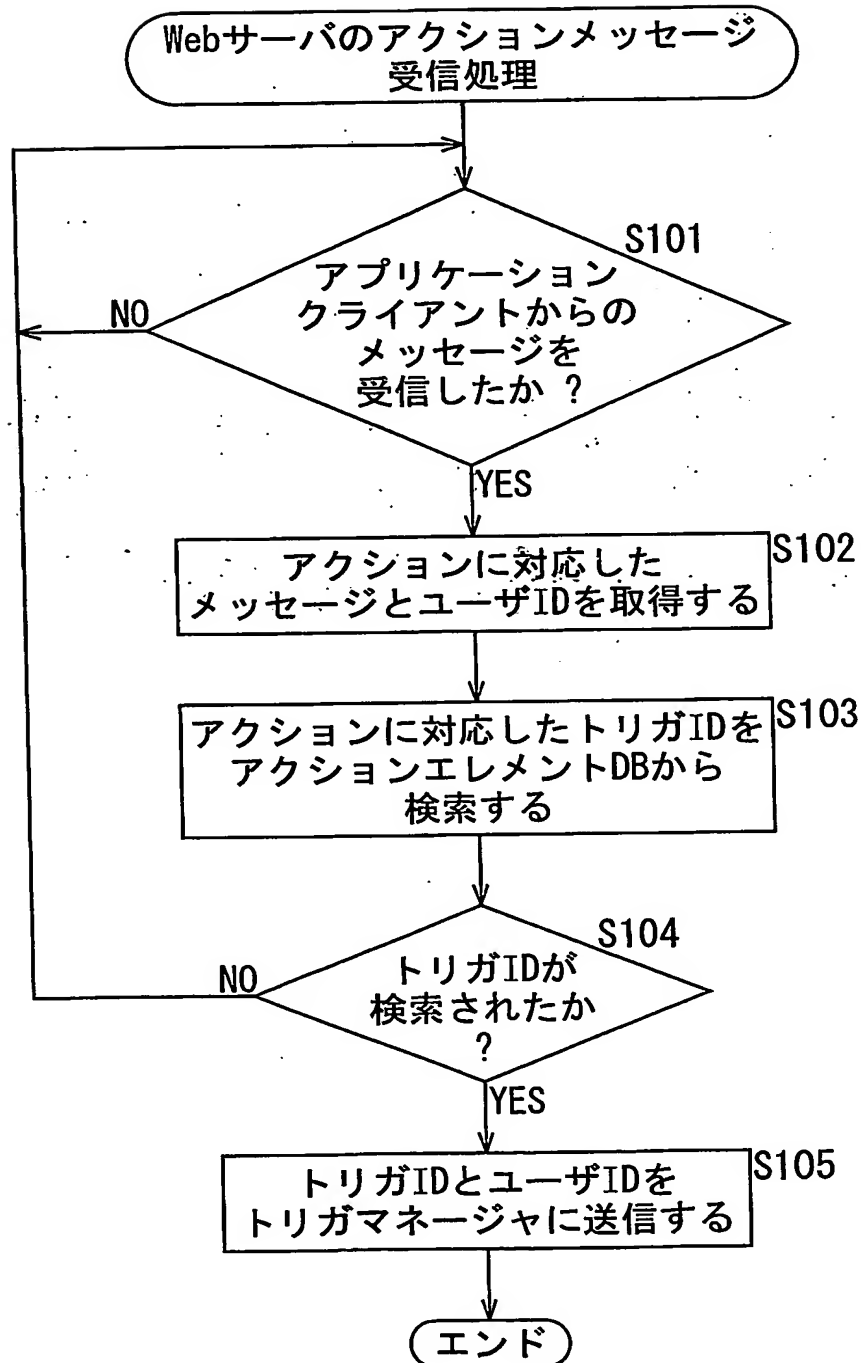 Webサーバのアクションメッセージ
受信処理
S101
アプリケーション
クライアントからの
メッセージを
受信したか ?
NO
YES
S102
アクションに対応した
メッセージとユーザIDを取得する
S103
アクションに対応したトリガIDを
アクションエレメントDBから
検索する
S104
トリガIDが
検索されたか
?
NO
YES
S105
トリガIDとユーザIDを
トリガマネージャに送信する
エンド